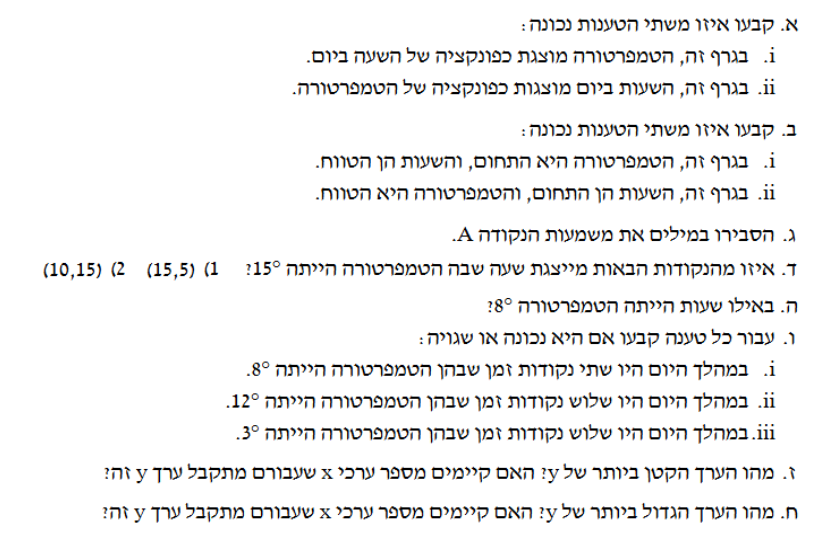 א. קבעו איזו משתי הטענות נכונה:
i. בגרף זה, הטמפרטורה מוצגת כפונקציה של השעה ביום.
ii. בגרף זה, השעות ביום מוצגות כפונקציה של הטמפרטורה.
ב. קבעו איזו משתי הטענות נכונה:
i. בגרף זה, הטמפרטורה היא התחום, והשעות הן הטווח.
ii. בגרף זה, השעות הן התחום, והטמפרטורה היא הטווח.
ג. הסבירו במילים את משמעות הנקודה A.
ד. איזו מהנקודות הבאות מייצגת שעה שבה הטמפרטורה הייתה 15°? 1) (15,5) 2) (10,15)
ה. באילו שעות הייתה הטמפרטורה 8°?
ו. עבור כל טענה קבעו אם היא נכונה או שגויה:
i. במהלך היום היו שתי נקודות זמן שבהן הטמפרטורה הייתה 8°.
ii. במהלך היום היו שלוש נקודות זמן שבהן הטמפרטורה הייתה 12°.
iii. במהלך היום היו שלוש נקודות זמן שבהן הטמפרטורה הייתה 3°.
ז. מהו הערך הקטן ביותר של y? האם קיימים מספר ערכי x שעבורם מתקבל ערך y זה?
ח. מהו הערך הגדול ביותר של y? האם קיימים מספר ערכי x שעבורם מתקבל ערך y זה?